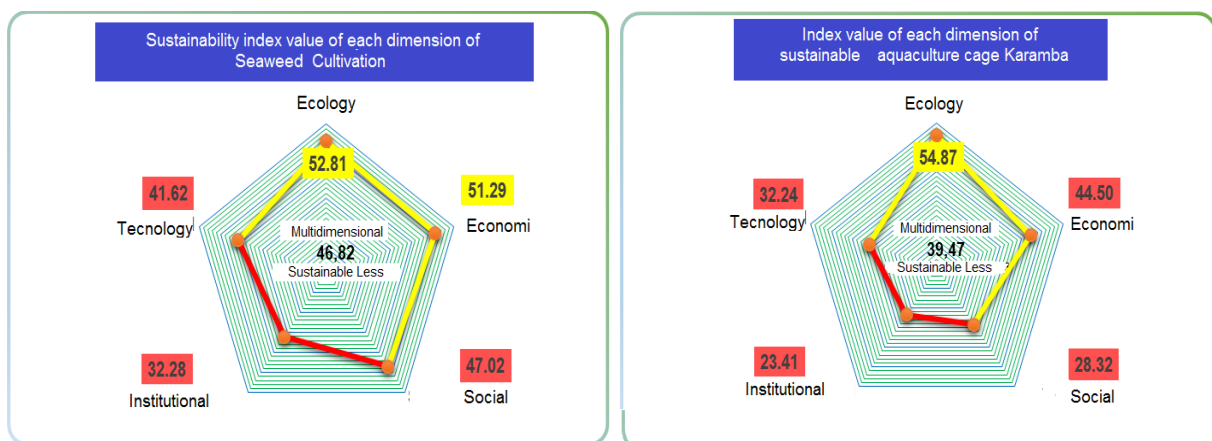 Sustainability index value of each dimension of
Seaweed Cultivation
Ecology
52.81
41.62
Tecnology
51.29
Economi
Multidimensional
46,82
Sustainable Less
32.28
Institutional
47.02
Social
Index value of each dimension of
sustainable aquaculture cage Karamba
Ecology
54.87
32.24
Tecnology
44.50
Economi
Multidimensional
39,47
Sustainable Less
23.41
Institutional
28.32
Social